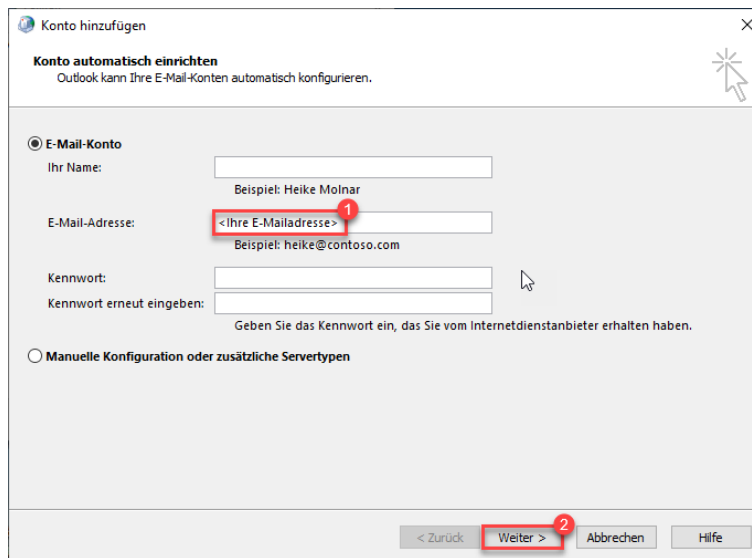 Konto hinzufügen
Konto automatisch einrichten
Outlook kann Ihre E-Mail-Konten automatisch konfigurieren.
E-Mail-Konto
Ihr Name:
Beispiel: Heike Molnar
1
E-Mail-Adresse: <Ihre E-Mailadresse>
Beispiel: heike@contoso.com
Kennwort:
Kennwort erneut eingeben:
Geben Sie das Kennwort ein, das Sie vom Internetdienstanbieter erhalten haben.
Manuelle Konfiguration oder zusätzliche Servertypen
2
< Zurück Weiter > Abbrechen Hilfe